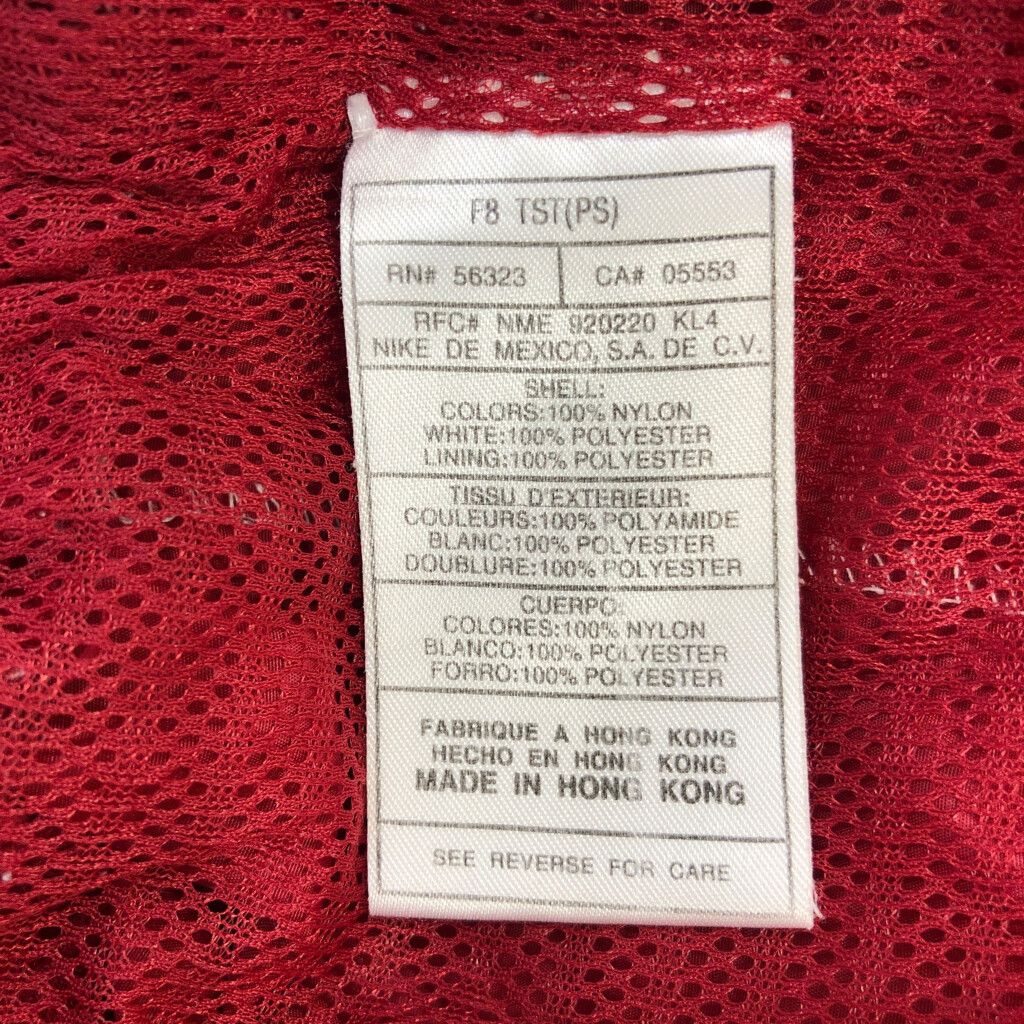 F8 TST(PS)
RN# 56323 CA# 05553
RFC# NME 920220 KL4
NIKE DE MEXICO, S.A. DE C.V.
SHELL:
COLORS:100% NYLON
WHITE:100% POLYESTER
LINING:100% POLYESTER
TISSU D'EXTERIEUR:
COULEURS:100% POLYAMIDE
BLANC:100% POLYESTER
DOUBLURE:100% POLYESTER
CUERPO:
COLORES:100% NYLON
BLANCO:100% POLYESTER
FORRO:100% POLYESTER
FABRIQUE A HONG KONG
HECHO EN HONG KONG
MADE IN HONG KONG
SEE REVERSE FOR CARE